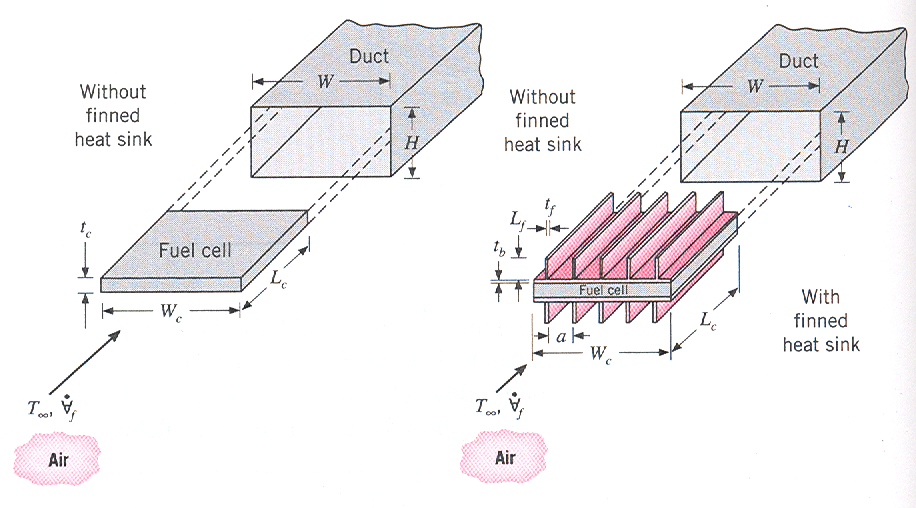 Duct
W
Without
finned
heat sink
H
t_c
Fuel cell
L_c
W_c
T_∞, V̇_f
Air
Duct
W
Without
finned
heat sink
H
t_f
L_f
t_b
Fuel cell
L_c
a
W_c
With
finned
heat sink
T_∞, V̇_f
Air